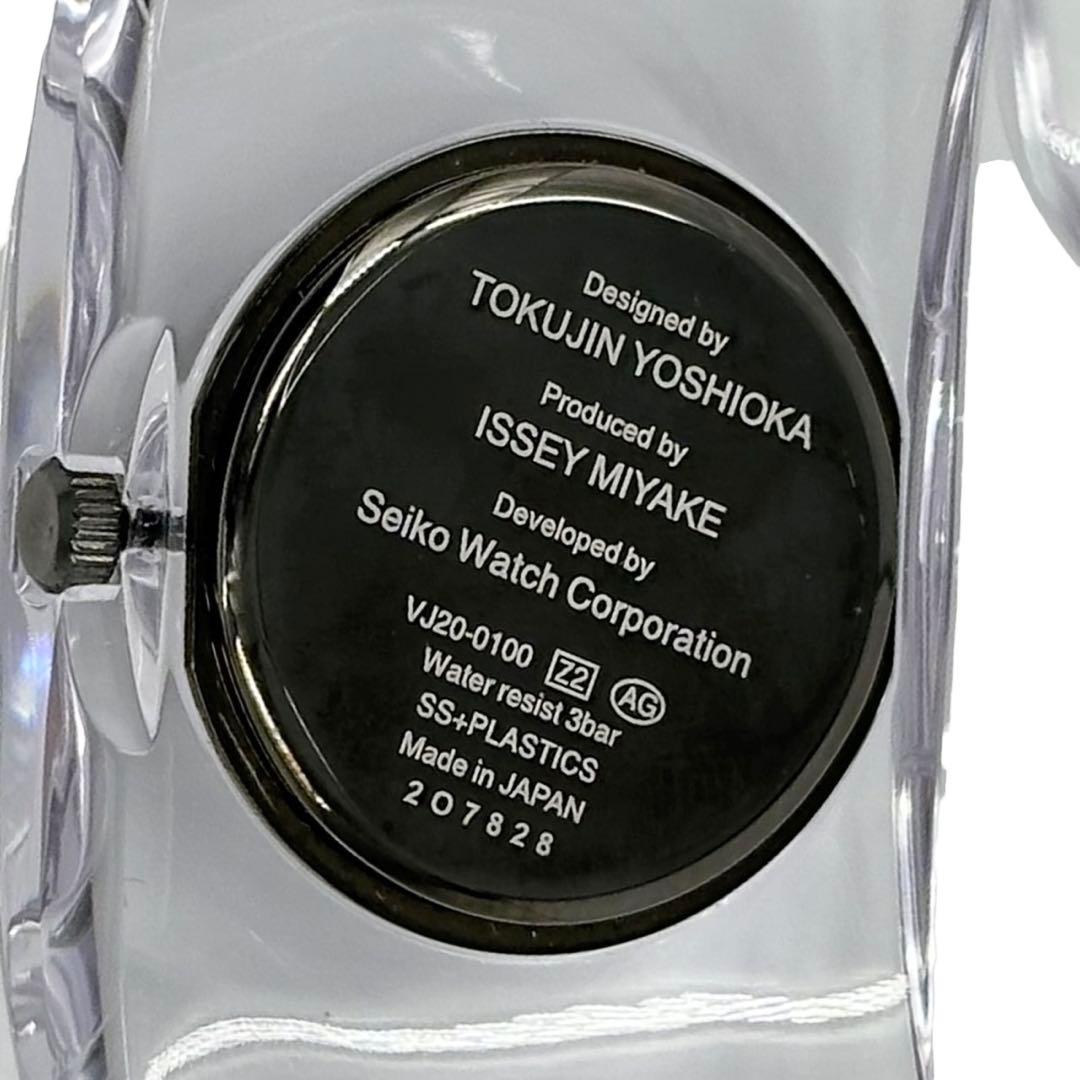 Designed by
TOKUJIN YOSHIOKA
Produced by
ISSEY MIYAKE
Developed by
Seiko Watch Corporation
VJ20-0100 Z2 AG
Water resist 3bar
SS+PLASTICS
Made in JAPAN
2O7828